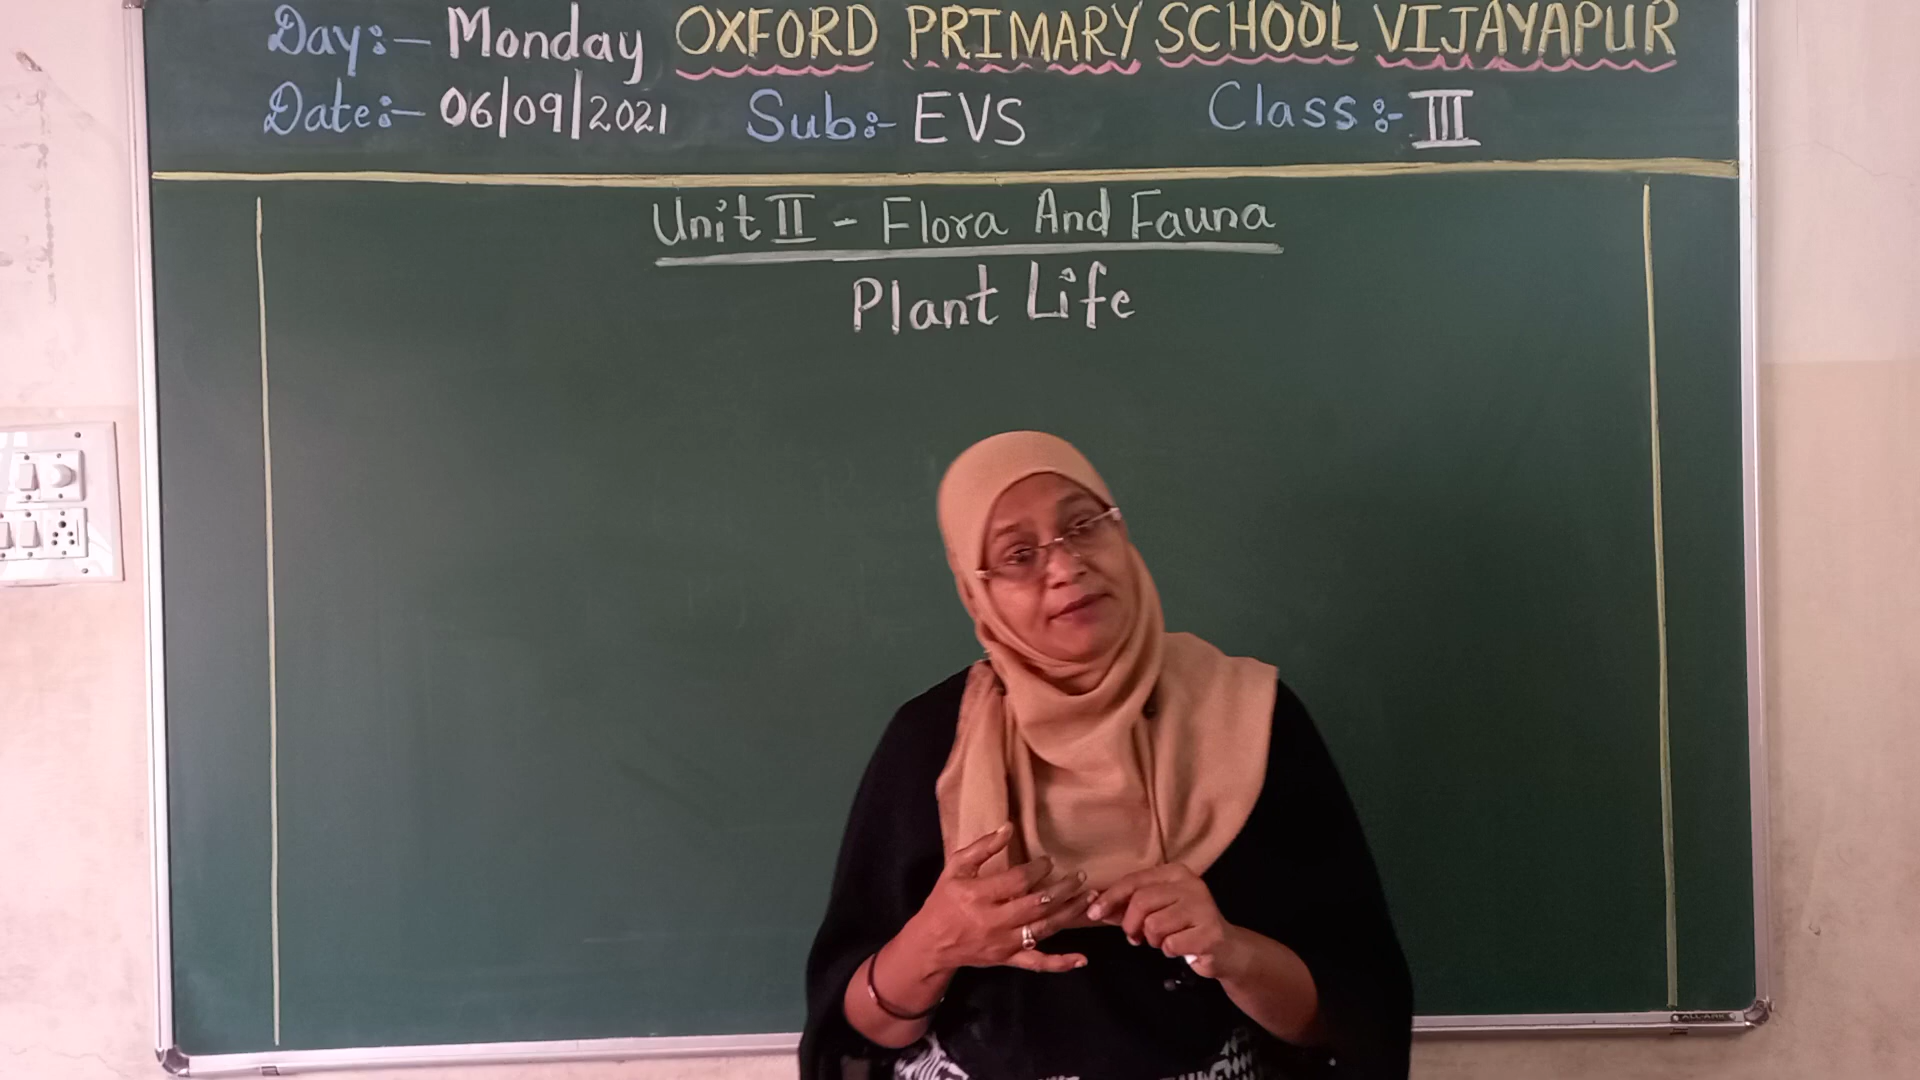 Day:- Monday OXFORD PRIMARY SCHOOL VIJAYAPUR
Date:- 06/09/2021 Sub:- EVS Class:- III
Unit II - Flora And Fauna
Plant Life